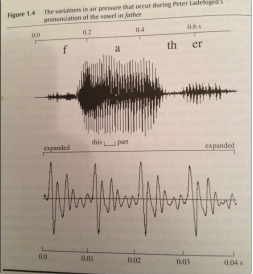 Figure 1.4 The variations in air pressure that occur during Peter Ladefoged's
pronunciation of the vowel in father.
0.0 0.2 0.4 0.6 s
f a th er
this part
expanded expanded
0.0 0.01 0.02 0.03 0.04 s